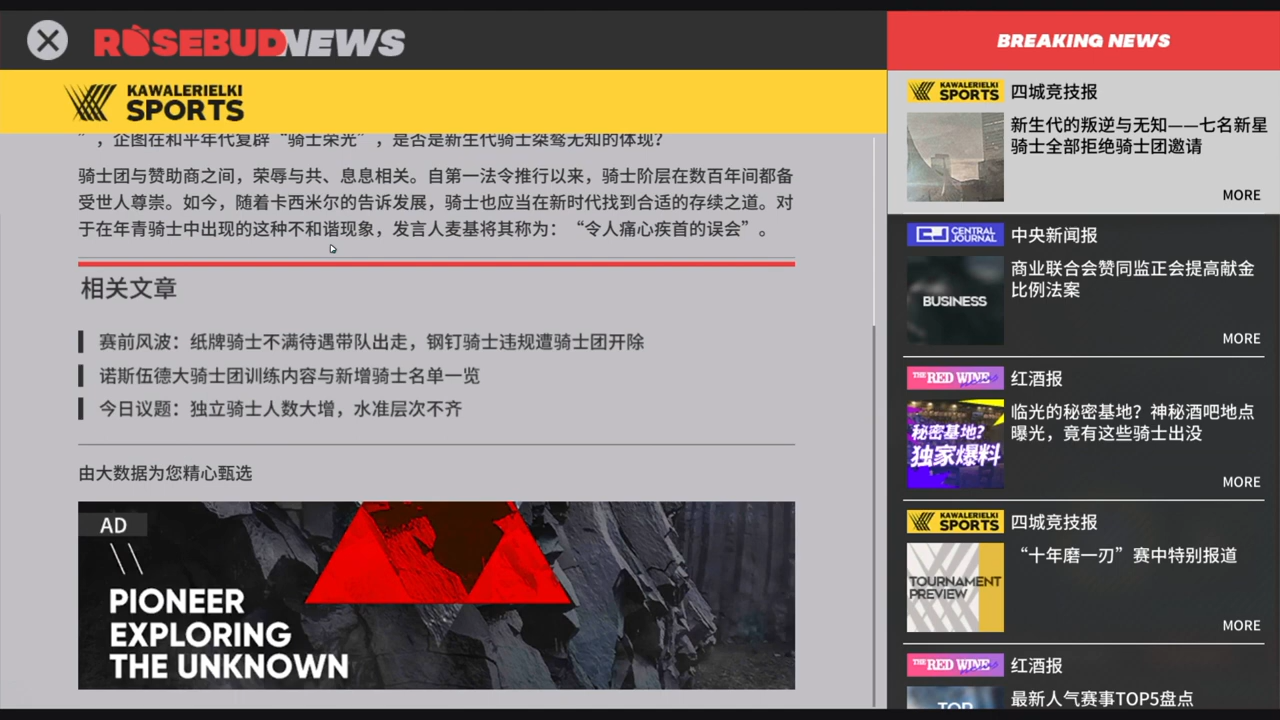 ROSEBUDNEWS
BREAKING NEWS
KAWALERIELKI
SPORTS
”，企图在和平年代复辟“骑士荣光”，是否是新生代骑士桀骜无知的体现？
骑士团与赞助商之间，荣辱与共、息息相关。自第一法令推行以来，骑士阶层在数百年间都备
受世人尊崇。如今，随着卡西米尔的告诉发展，骑士也应当在新时代找到合适的存续之道。对
于在年青骑士中出现的这种不和谐现象，发言人麦基将其称为：“令人痛心疾首的误会”。
相关文章
赛前风波：纸牌骑士不满待遇带队出走，钢钉骑士违规遭骑士团开除
诺斯伍德大骑士团训练内容与新增骑士名单一览
今日议题：独立骑士人数大增，水准层次不齐
由大数据为您精心甄选
AD
PIONEER
EXPLORING
THE UNKNOWN
KAWALERIELKI
SPORTS
四城竞技报
新生代的叛逆与无知——七名新星
骑士全部拒绝骑士团邀请
MORE
CENTRAL
JOURNAL
中央新闻报
BUSINESS
商业联合会赞同监正会提高献金
比例法案
MORE
THE RED WINE
红酒报
秘密基地?
独家爆料
临光的秘密基地？神秘酒吧地点
曝光，竟有这些骑士出没
MORE
KAWALERIELKI
SPORTS
四城竞技报
TOURNAMENT
PREVIEW
“十年磨一刃”赛中特别报道
MORE
THE RED WINE
红酒报
TOP
最新人气赛事TOP5盘点